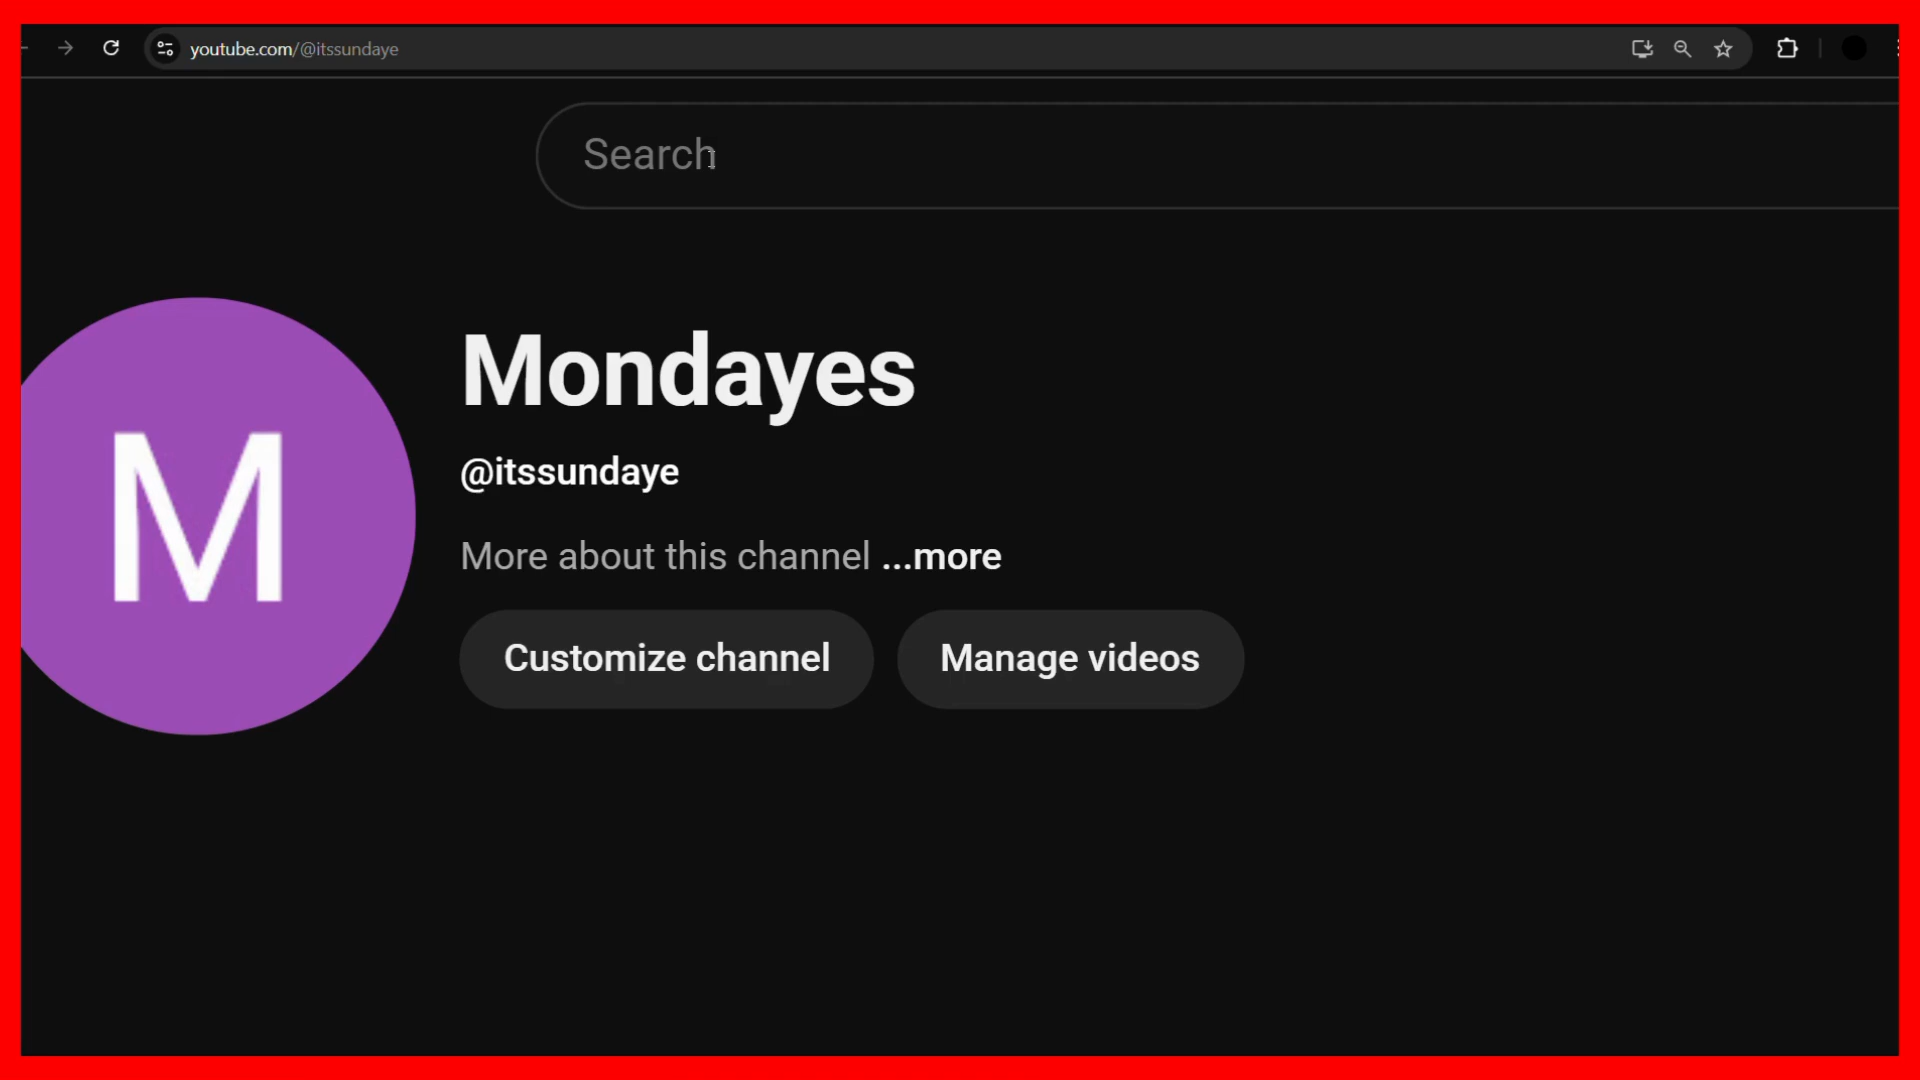 youtube.com/@itssundaye
Search
M
Mondayes
@itssundaye
More about this channel ...more
Customize channel
Manage videos